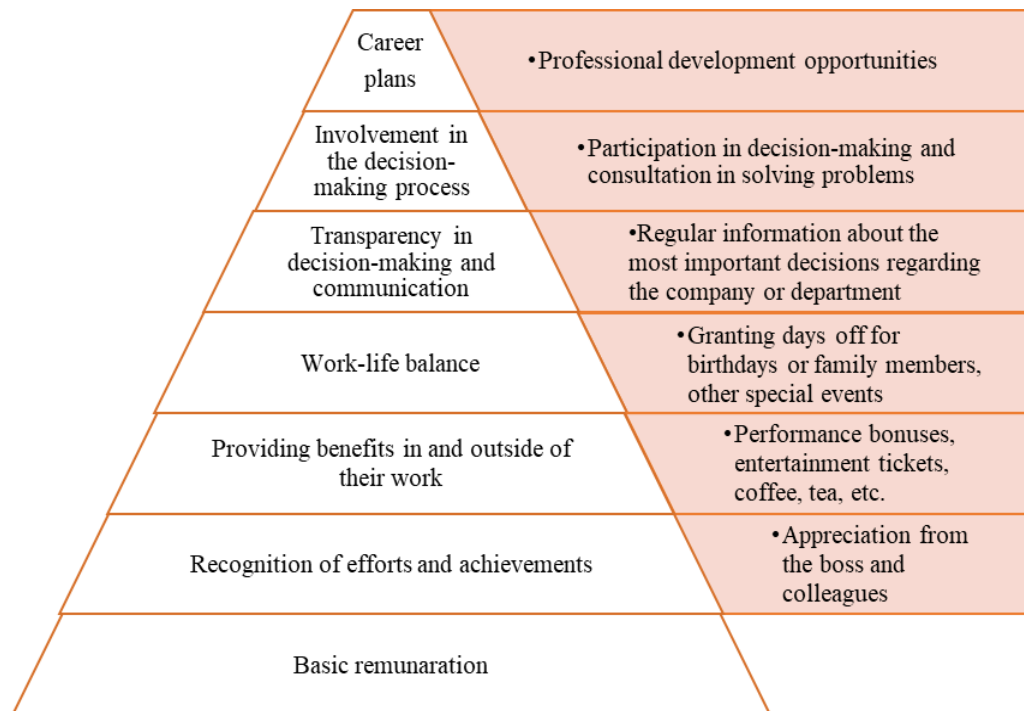 Career
plans
•Professional development opportunities
Involvement in
the decision-
making process
•Participation in decision-making and
consultation in solving problems
Transparency in
decision-making and
communication
•Regular information about the
most important decisions regarding
the company or department
Work-life balance
•Granting days off for
birthdays or family members,
other special events
Providing benefits in and outside of
their work
•Performance bonuses,
entertainment tickets,
coffee, tea, etc.
Recognition of efforts and achievements
•Appreciation from
the boss and
colleagues
Basic remunaration